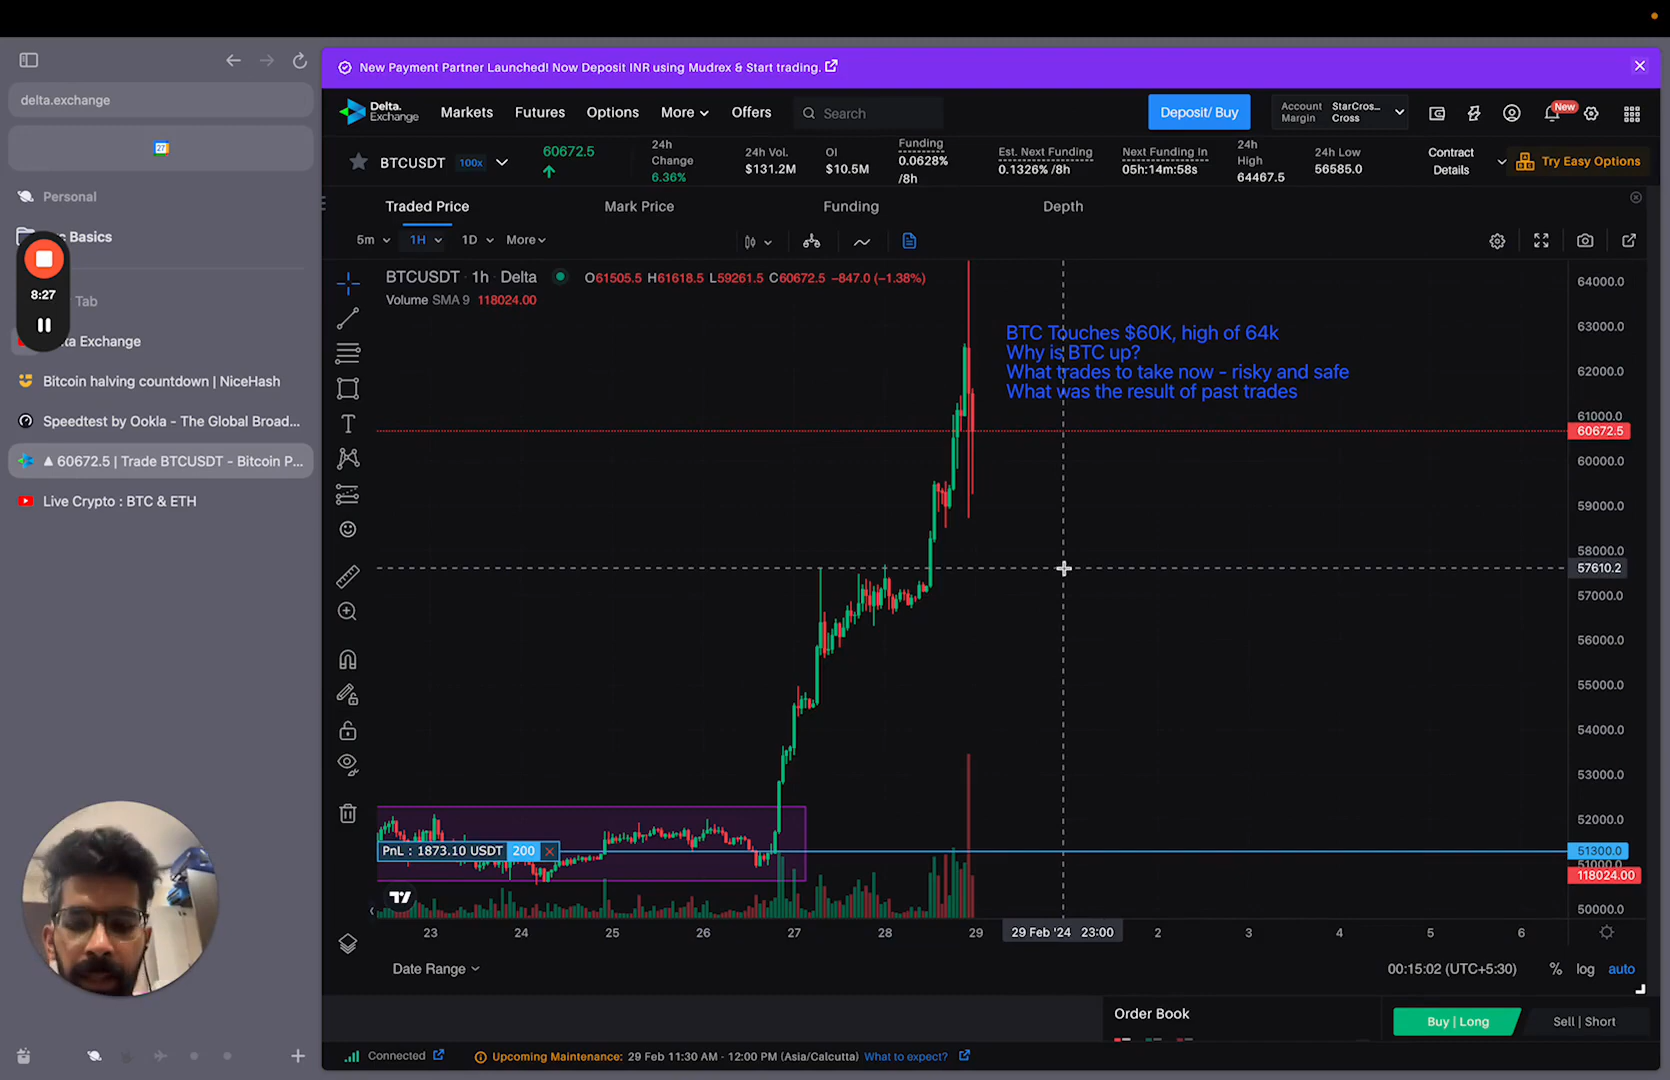 delta.exchange
27
Personal
Basics
8:27
Tab
Exchange
Bitcoin halving countdown | NiceHash
Speedtest by Ookla - The Global Broad...
▲ 60672.5 | Trade BTCUSDT - Bitcoin P...
Live Crypto : BTC & ETH
New Payment Partner Launched! Now Deposit INR using Mudrex & Start trading.
Delta. Exchange
Markets Futures Options More Offers
Search
Deposit/ Buy
Account Margin
StarCros... Cross
New
BTCUSDT 100x
60672.5
24h Change 6.36%
24h Vol. $131.2M
OI $10.5M
Funding 0.0628% /8h
Est. Next Funding 0.1326% /8h
Next Funding In 05h:14m:58s
24h High 64467.5
24h Low 56585.0
Contract Details
Try Easy Options
Traded Price Mark Price Funding Depth
5m 1H 1D More
BTCUSDT · 1h · Delta O61505.5 H61618.5 L59261.5 C60672.5 −847.0 (−1.38%)
Volume SMA 9 118024.00
BTC Touches $60K, high of 64k
Why is BTC up?
What trades to take now - risky and safe
What was the result of past trades
64000.0
63000.0
62000.0
61000.0
60672.5
60000.0
59000.0
58000.0
57610.2
57000.0
56000.0
55000.0
54000.0
53000.0
52000.0
PnL : 1873.10 USDT 200
51300.0
51000.0
118024.00
50000.0
23 24 25 26 27 28 29 29 Feb '24 23:00 2 3 4 5 6
Date Range
00:15:02 (UTC+5:30) % log auto
Order Book
Buy | Long
Sell | Short
Connected
Upcoming Maintenance: 29 Feb 11:30 AM - 12:00 PM (Asia/Calcutta) What to expect?